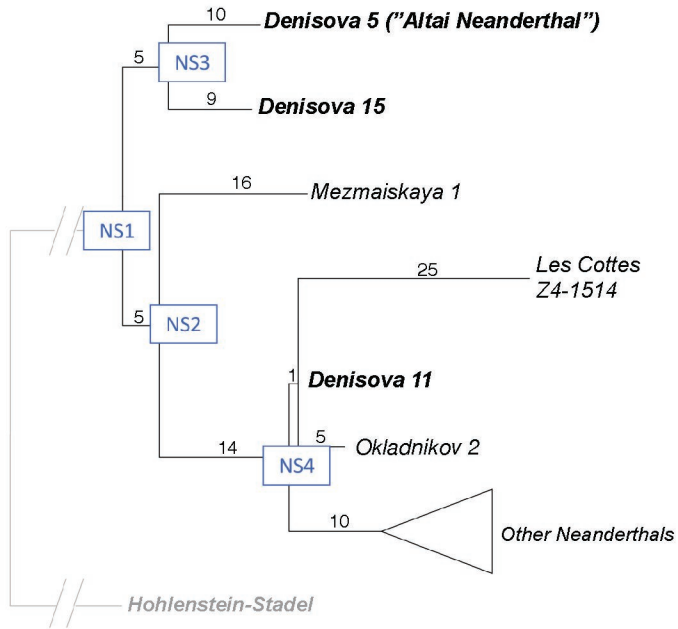 10
Denisova 5 (”Altai Neanderthal”)
5
NS3
9
Denisova 15
16
Mezmaiskaya 1
NS1
25
Les Cottes
Z4-1514
5
NS2
1
Denisova 11
5
Okladnikov 2
14
NS4
10
Other Neanderthals
Hohlenstein-Stadel